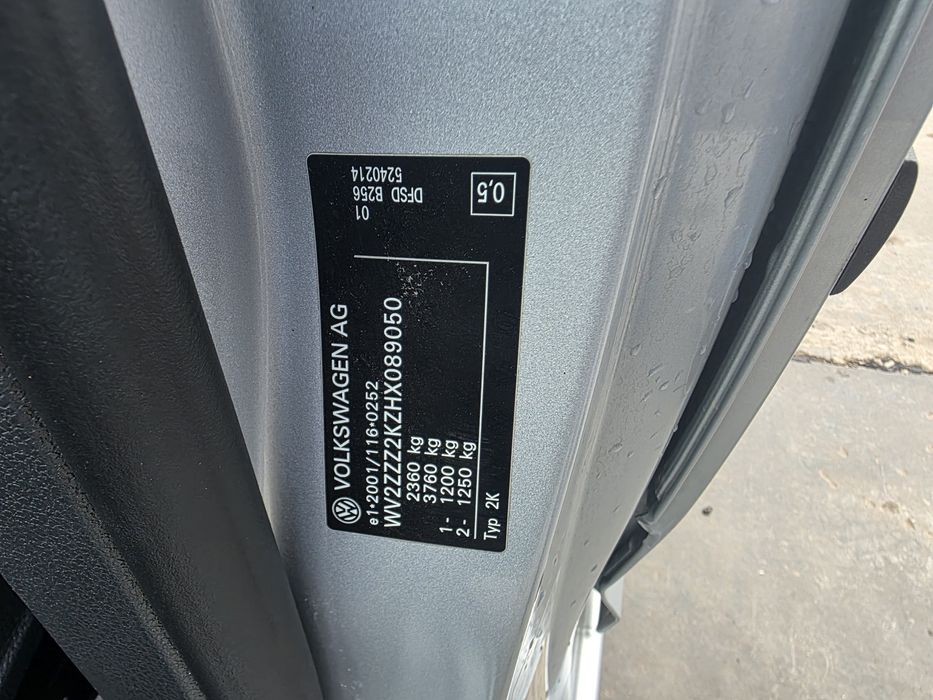 VOLKSWAGEN AG
e1*2001/116*0252
WV2ZZZ2KZHX089050
2360 kg
3760 kg
1- 1200 kg
2- 1250 kg
Typ 2K
01
DFSD B256
5240214
0,5